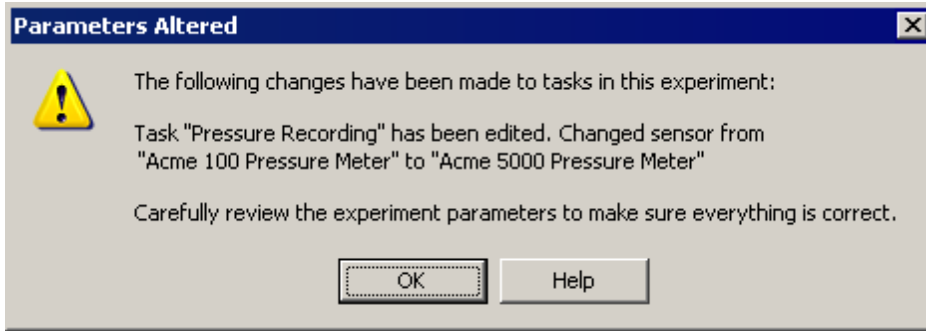 Parameters Altered
The following changes have been made to tasks in this experiment:
Task "Pressure Recording" has been edited. Changed sensor from
"Acme 100 Pressure Meter" to "Acme 5000 Pressure Meter"
Carefully review the experiment parameters to make sure everything is correct.
OK
Help